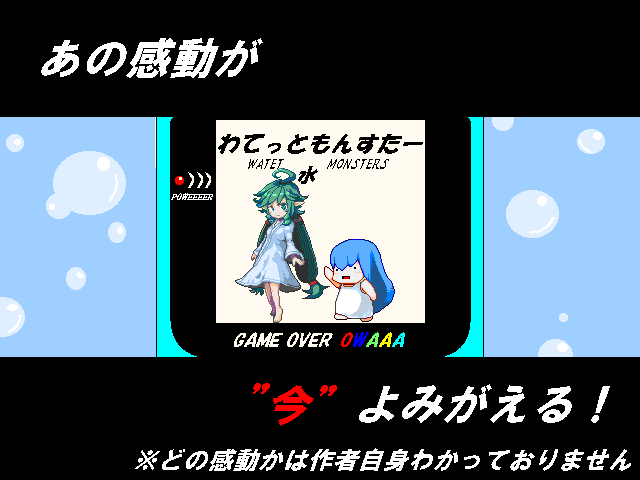 あの感動が
わてっともんすたー
WATET MONSTERS
水
POWEEEER
GAME OVER OWAAA
”今”よみがえる！
※どの感動かは作者自身わかっておりません